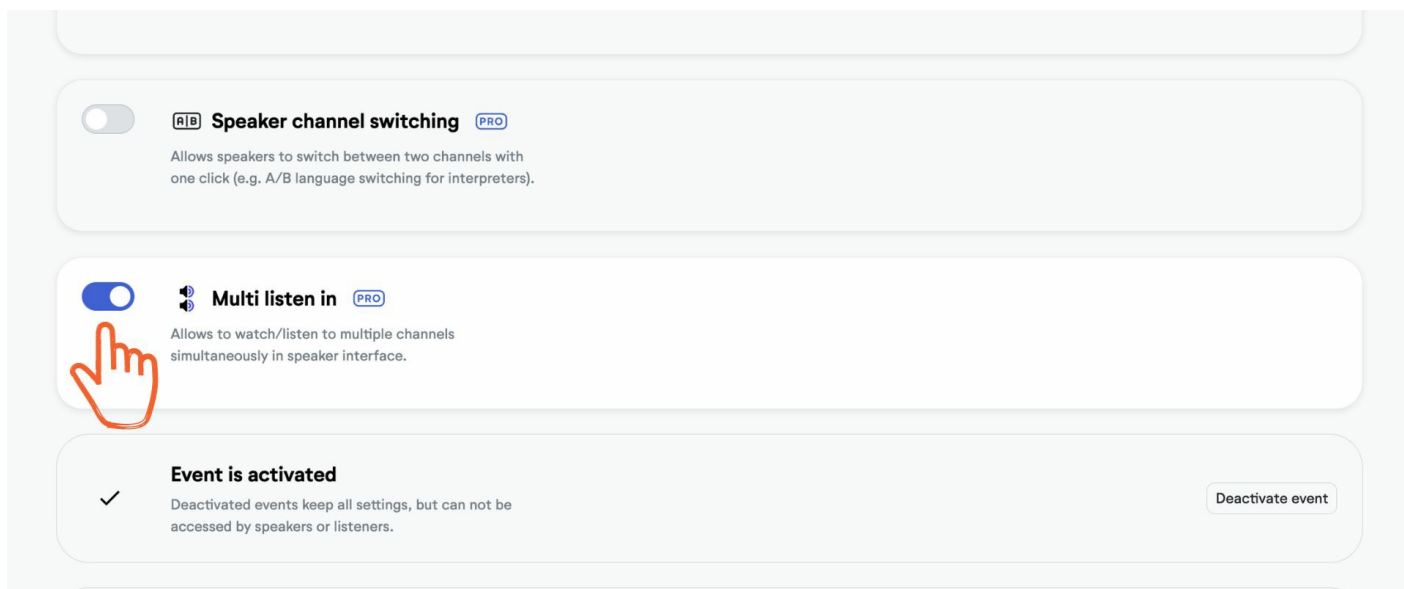 A|B Speaker channel switching PRO
Allows speakers to switch between two channels with
one click (e.g. A/B language switching for interpreters).
Multi listen in PRO
Allows to watch/listen to multiple channels
simultaneously in speaker interface.
Event is activated
Deactivated events keep all settings, but can not be
accessed by speakers or listeners.
Deactivate event